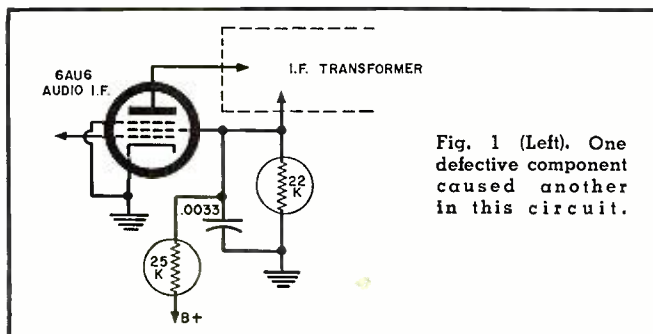 6AU6
AUDIO I.F.
I.F. TRANSFORMER
22
K
.0033
25
K
B+
Fig. 1 (Left). One
defective component
caused another
in this circuit.